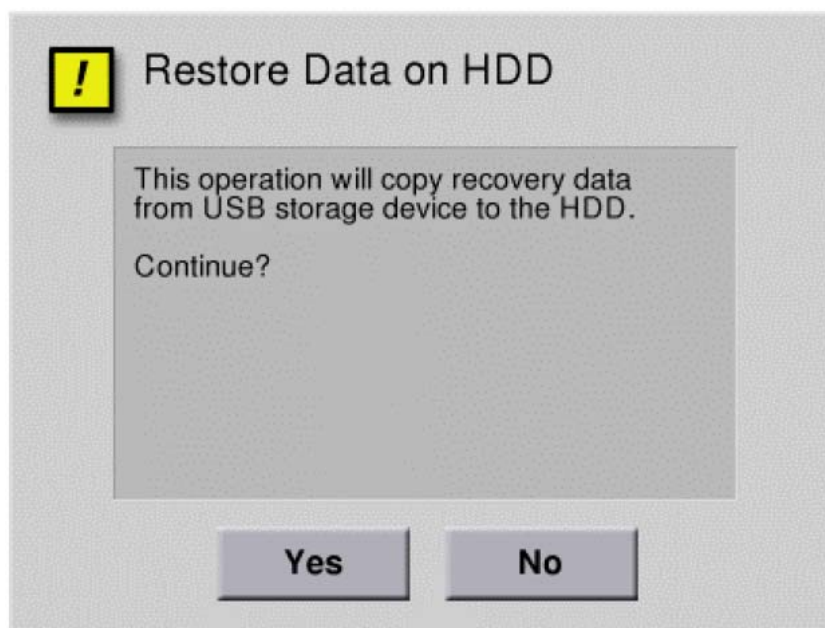 !
Restore Data on HDD
This operation will copy recovery data
from USB storage device to the HDD.
Continue?
Yes
No